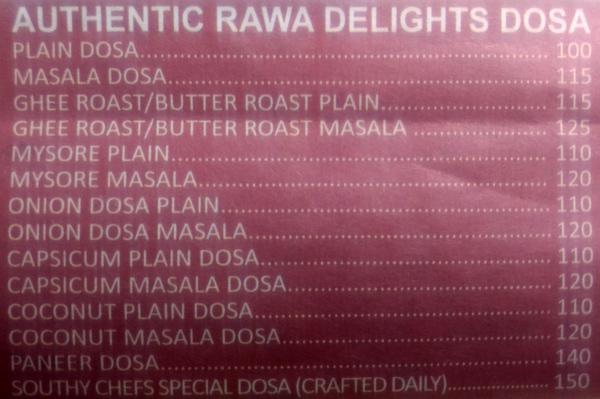 AUTHENTIC RAWA DELIGHTS DOSA
PLAIN DOSA................................................................ 100
MASALA DOSA........................................................... 115
GHEE ROAST/BUTTER ROAST PLAIN......................... 115
GHEE ROAST/BUTTER ROAST MASALA .................... 125
MYSORE PLAIN.......................................................... 110
MYSORE MASALA...................................................... 120
ONION DOSA PLAIN.................................................. 110
ONION DOSA MASALA.............................................. 120
CAPSICUM PLAIN DOSA............................................ 110
CAPSICUM MASALA DOSA........................................ 120
COCONUT PLAIN DOSA............................................. 110
COCONUT MASALA DOSA......................................... 120
PANEER DOSA........................................................... 140
SOUTHY CHEFS SPECIAL DOSA (CRAFTED DAILY)..................... 150